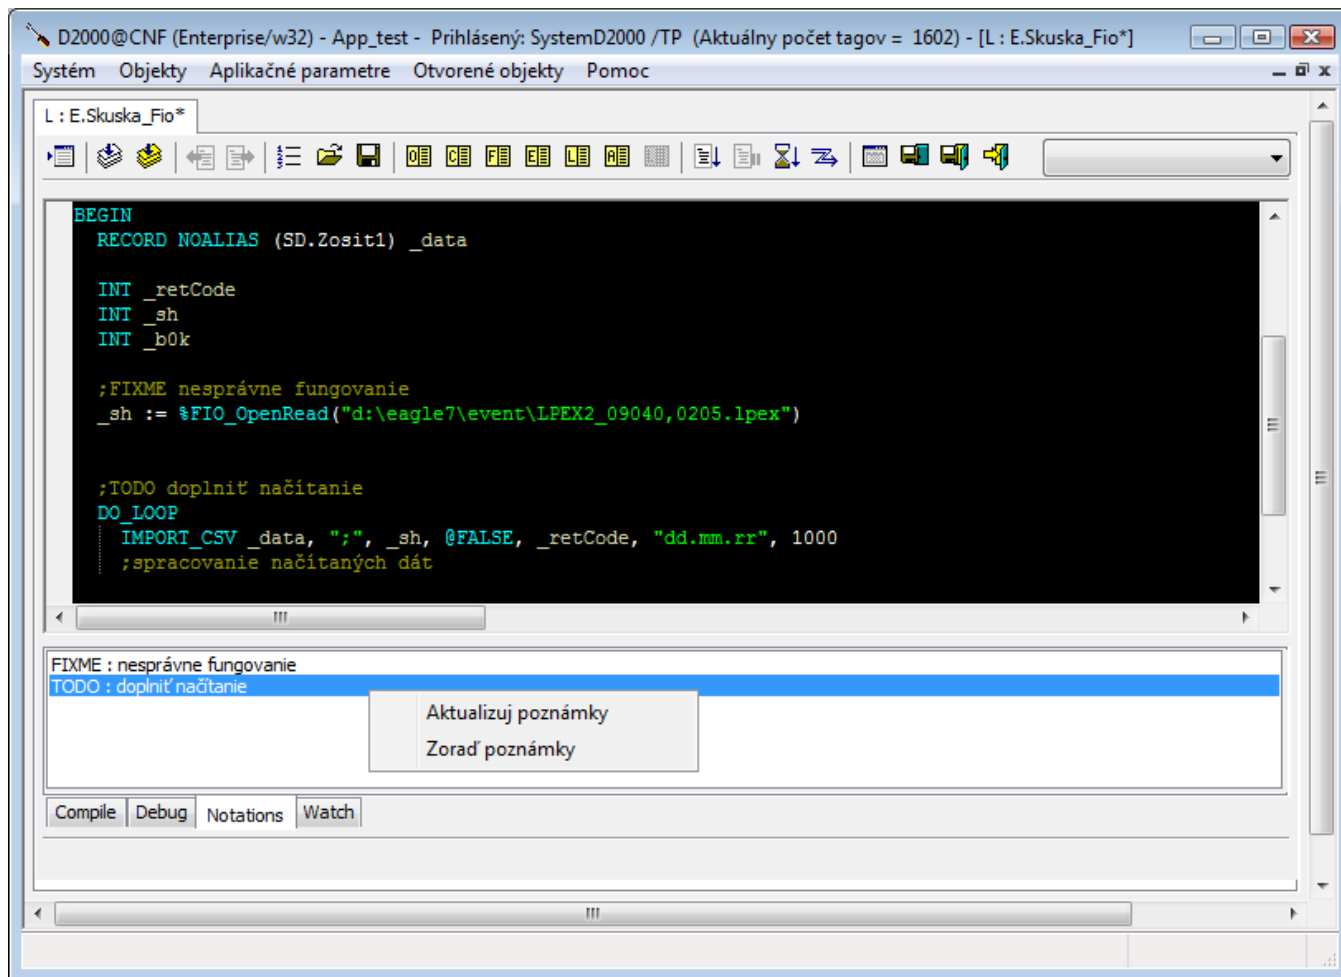 D2000@CNF (Enterprise/w32) - App_test - Prihlásený: SystemD2000 /TP (Aktuálny počet tagov = 1602) - [L : E.Skuska_Fio*]
Systém Objekty Aplikačné parametre Otvorené objekty Pomoc
L : E.Skuska_Fio*
BEGIN
RECORD NOALIAS (SD.Zosit1) _data
INT _retCode
INT _sh
INT _b0k
;FIXME nesprávne fungovanie
_sh := %FIO_OpenRead("d:\eagle7\event\LPEX2_09040,0205.lpex")
;TODO doplniť načítanie
DO_LOOP
IMPORT_CSV _data, ";", _sh, @FALSE, _retCode, "dd.mm.rr", 1000
;spracovanie načítaných dát
FIXME : nesprávne fungovanie
TODO : doplniť načítanie
Aktualizuj poznámky
Zoraď poznámky
Compile Debug Notations Watch